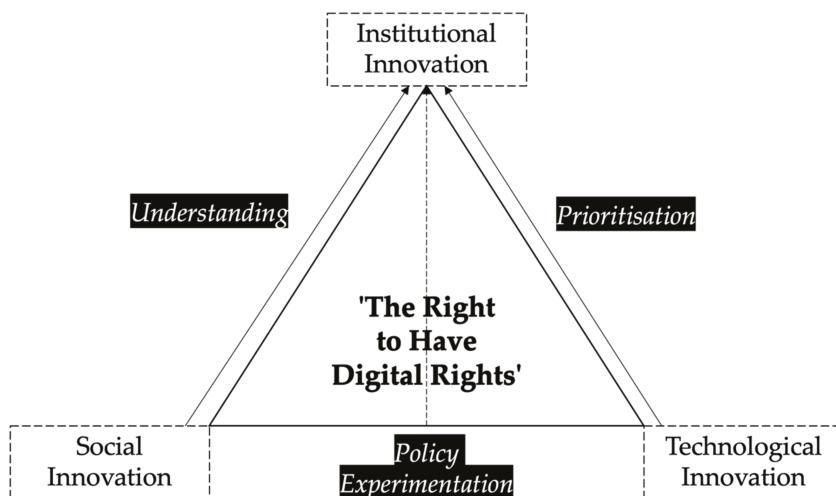 Institutional
Innovation
Understanding
Prioritisation
'The Right
to Have
Digital Rights'
Social
Innovation
Policy
Experimentation
Technological
Innovation